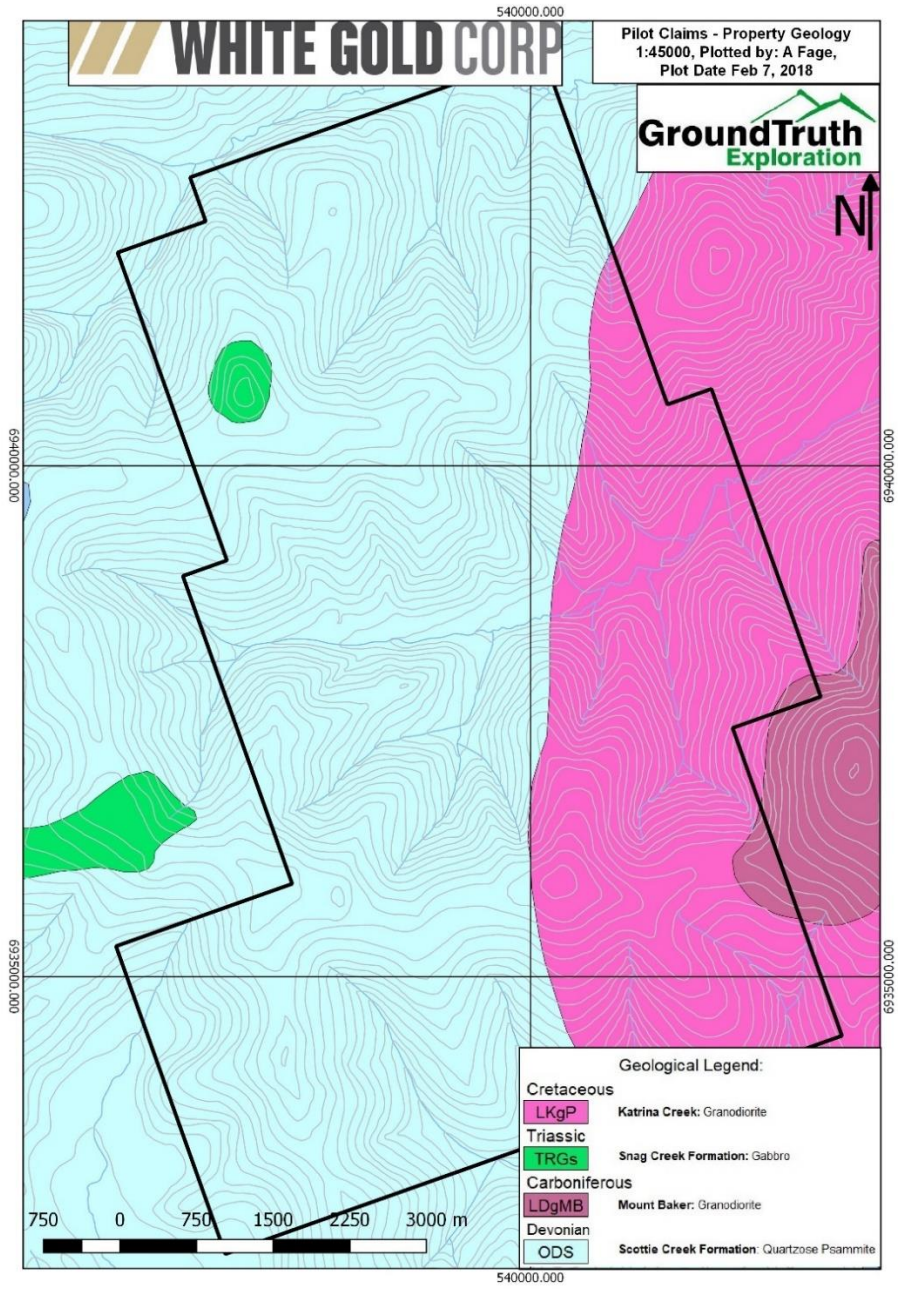 540000.000
WHITE GOLD CORP
Pilot Claims - Property Geology
1:45000, Plotted by: A Fage,
Plot Date Feb 7, 2018
GroundTruth
Exploration
N
6940000.000
6940000.000
6935000.000
6935000.000
Geological Legend:
Cretaceous
LKgP Katrina Creek: Granodiorite
Triassic
TRGs Snag Creek Formation: Gabbro
Carboniferous
LDgMB Mount Baker: Granodiorite
Devonian
ODS Scottie Creek Formation: Quartzose Psammite
750 0 750 1500 2250 3000 m
540000.000